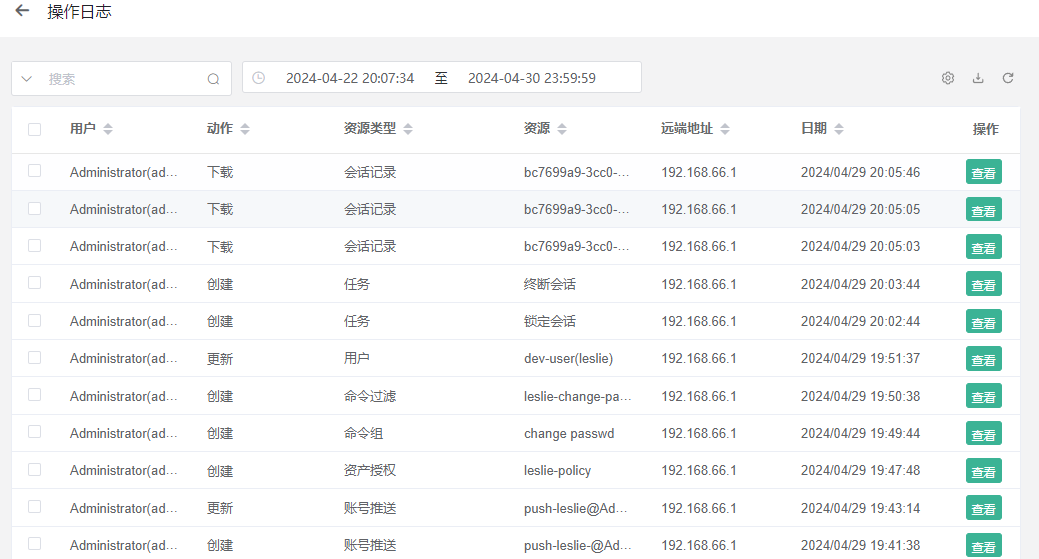 操作日志
搜索 2024-04-22 20:07:34 至 2024-04-30 23:59:59
用户 动作 资源类型 资源 远端地址 日期 操作
Administrator(ad... 下载 会话记录 bc7699a9-3cc0-... 192.168.66.1 2024/04/29 20:05:46 查看
Administrator(ad... 下载 会话记录 bc7699a9-3cc0-... 192.168.66.1 2024/04/29 20:05:05 查看
Administrator(ad... 下载 会话记录 bc7699a9-3cc0-... 192.168.66.1 2024/04/29 20:05:03 查看
Administrator(ad... 创建 任务 终断会话 192.168.66.1 2024/04/29 20:03:44 查看
Administrator(ad... 创建 任务 锁定会话 192.168.66.1 2024/04/29 20:02:44 查看
Administrator(ad... 更新 用户 dev-user(leslie) 192.168.66.1 2024/04/29 19:51:37 查看
Administrator(ad... 创建 命令过滤 leslie-change-pa... 192.168.66.1 2024/04/29 19:50:38 查看
Administrator(ad... 创建 命令组 change passwd 192.168.66.1 2024/04/29 19:49:44 查看
Administrator(ad... 创建 资产授权 leslie-policy 192.168.66.1 2024/04/29 19:47:48 查看
Administrator(ad... 更新 账号推送 push-leslie@Ad... 192.168.66.1 2024/04/29 19:43:14 查看
Administrator(ad... 创建 账号推送 push-leslie-@Ad... 192.168.66.1 2024/04/29 19:41:38 查看